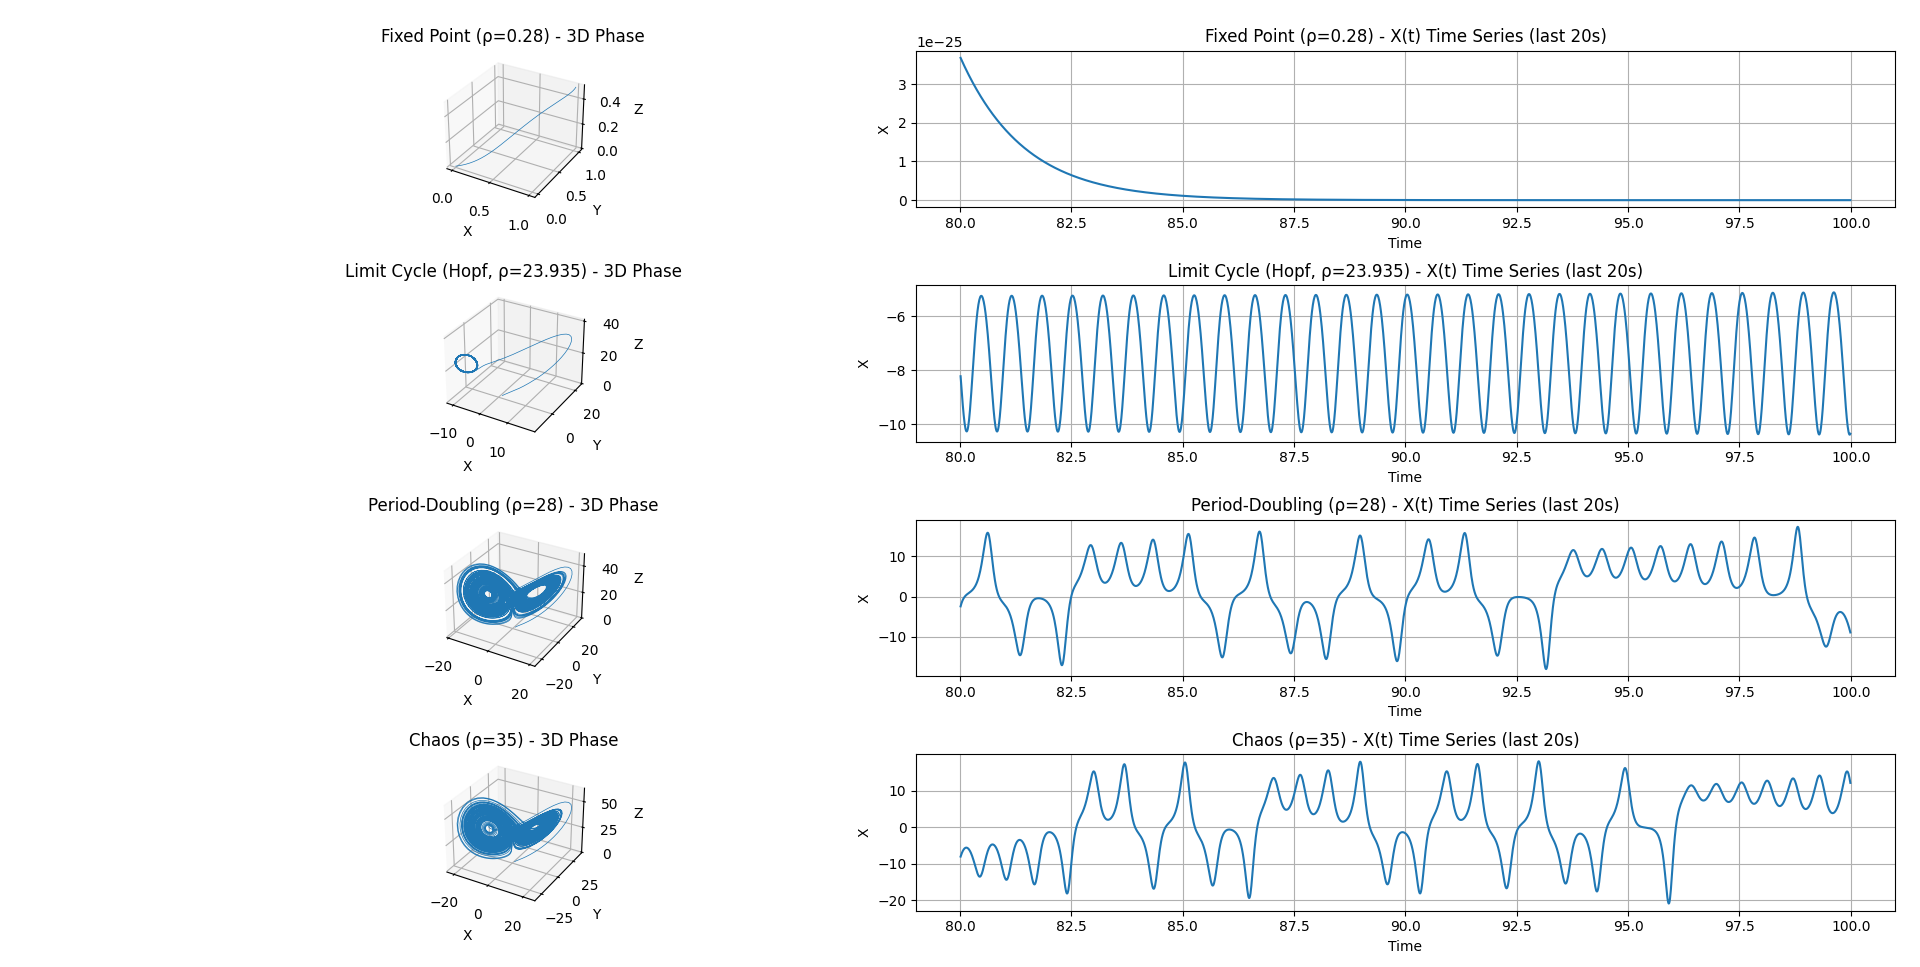 Fixed Point (ρ=0.28) - 3D Phase
0.4
Z
0.2
0.0
1.0
0.5
Y
0.0
0.0
0.5
1.0
X
Fixed Point (ρ=0.28) - X(t) Time Series (last 20s)
1e−25
3
2
1
0
X
80.0 82.5 85.0 87.5 90.0 92.5 95.0 97.5 100.0
Time
Limit Cycle (Hopf, ρ=23.935) - 3D Phase
40
Z
20
0
20
0
Y
−10
0
10
X
Limit Cycle (Hopf, ρ=23.935) - X(t) Time Series (last 20s)
−6
−8
−10
X
80.0 82.5 85.0 87.5 90.0 92.5 95.0 97.5 100.0
Time
Period-Doubling (ρ=28) - 3D Phase
40
Z
20
0
20
0
Y
−20
−20
0
20
X
Period-Doubling (ρ=28) - X(t) Time Series (last 20s)
10
0
−10
X
80.0 82.5 85.0 87.5 90.0 92.5 95.0 97.5 100.0
Time
Chaos (ρ=35) - 3D Phase
50
Z
25
0
25
0
Y
−25
−20
0
20
X
Chaos (ρ=35) - X(t) Time Series (last 20s)
10
0
−10
−20
X
80.0 82.5 85.0 87.5 90.0 92.5 95.0 97.5 100.0
Time